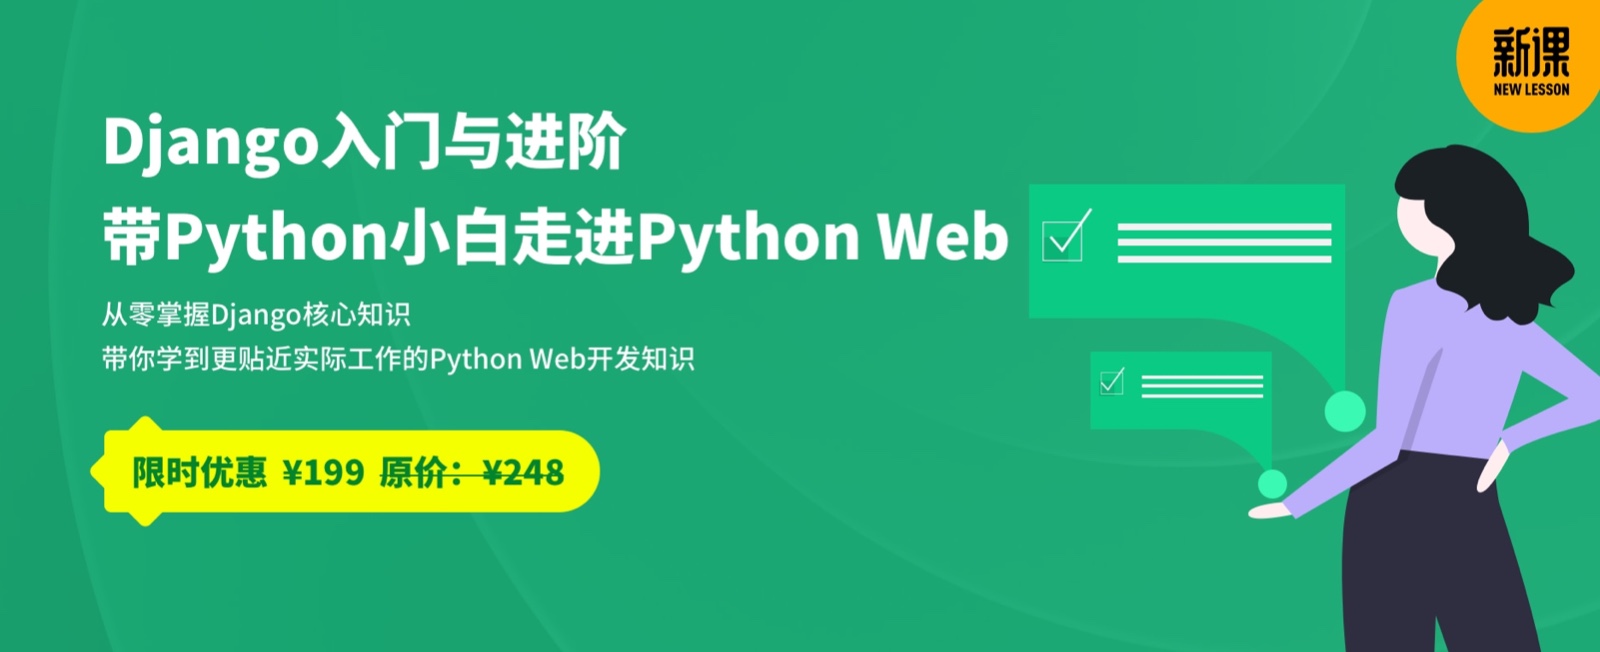 新课
NEW LESSON
Django入门与进阶
带Python小白走进Python Web
从零掌握Django核心知识
带你学到更贴近实际工作的Python Web开发知识
限时优惠 ¥199 原价：¥248